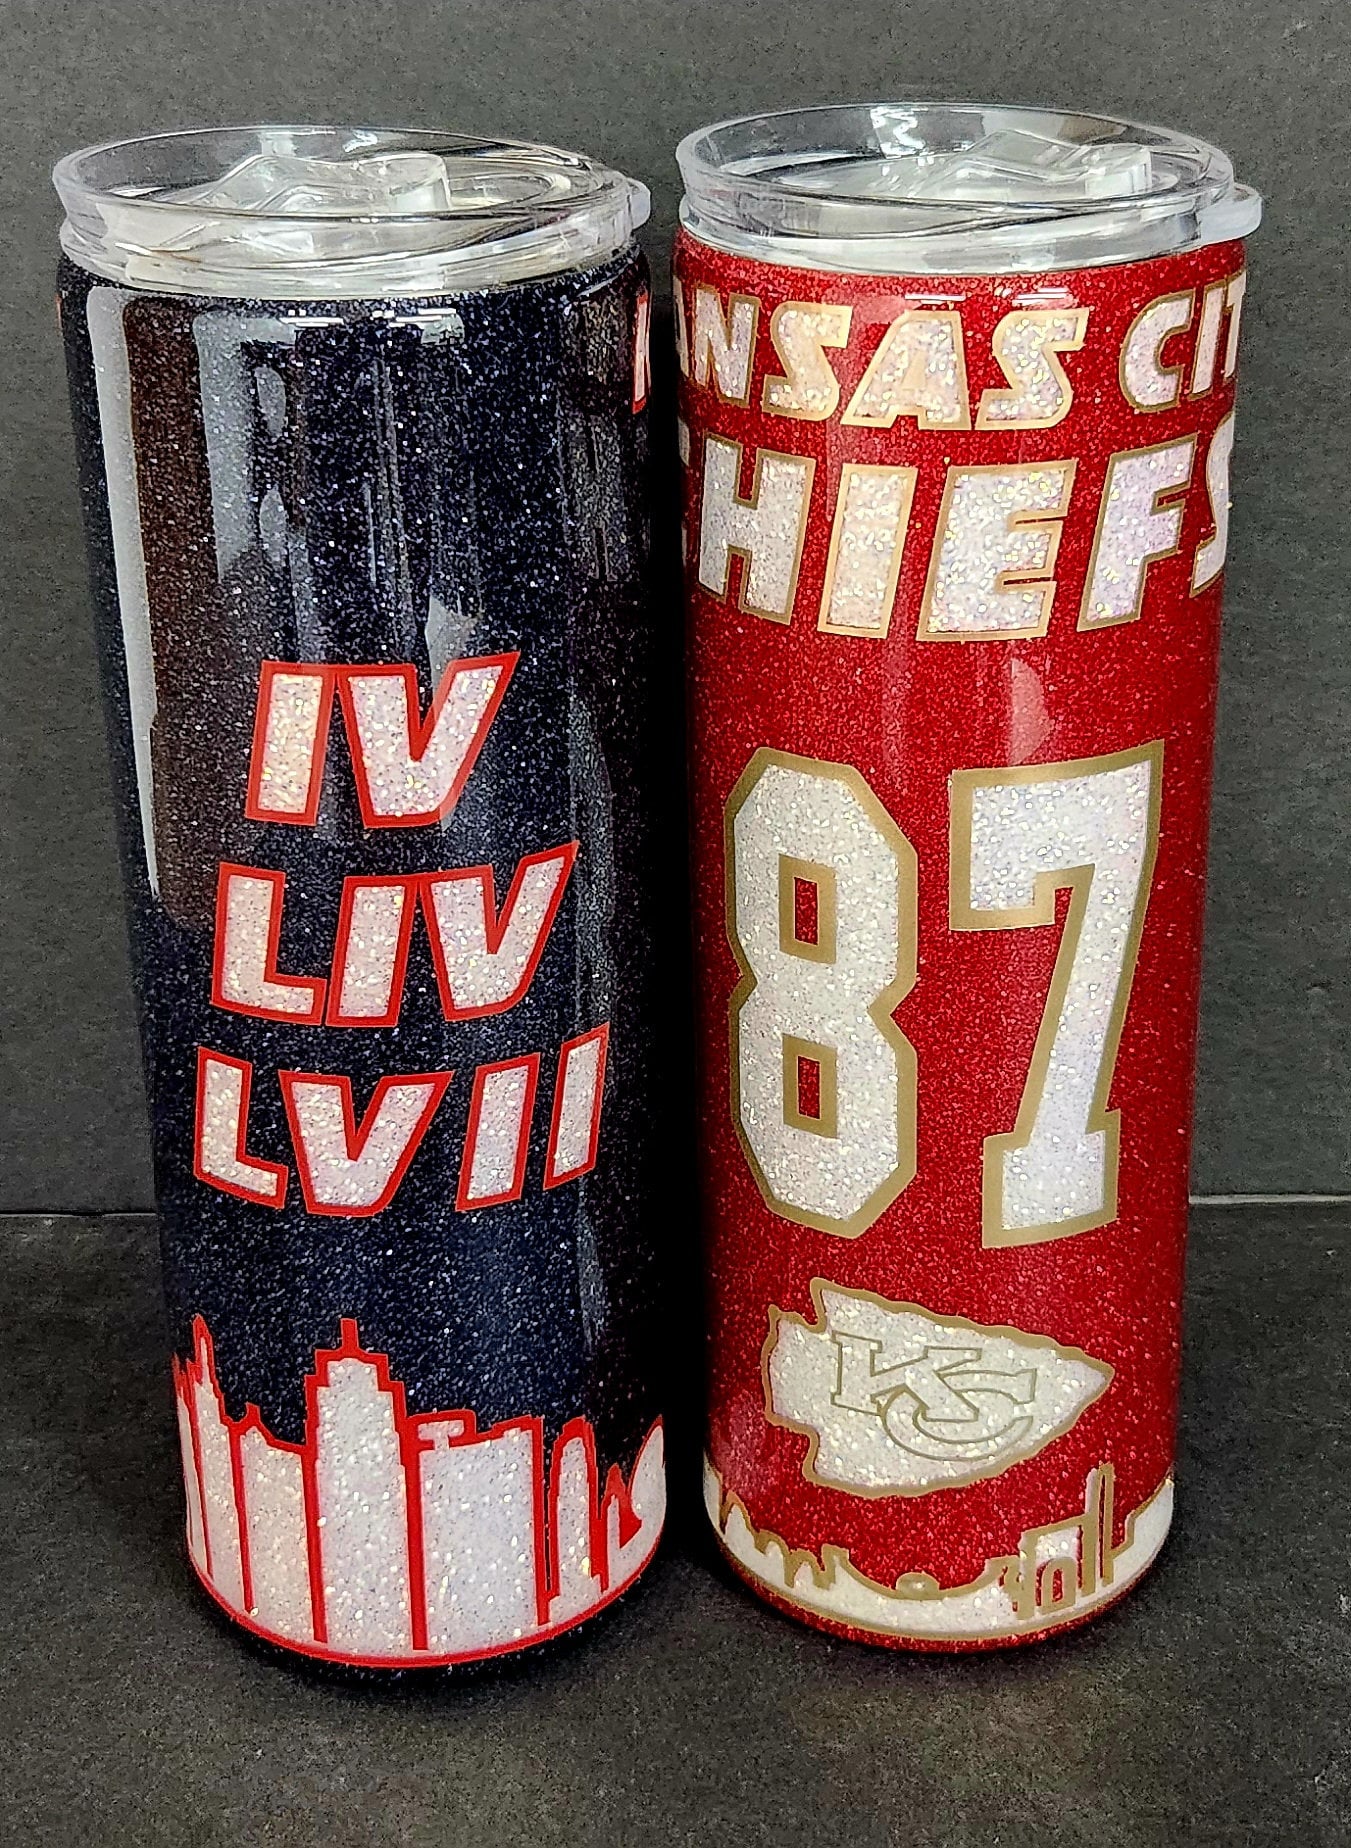 IV
LIV
LVII
ANSAS CIT
HIEFS
87
KC